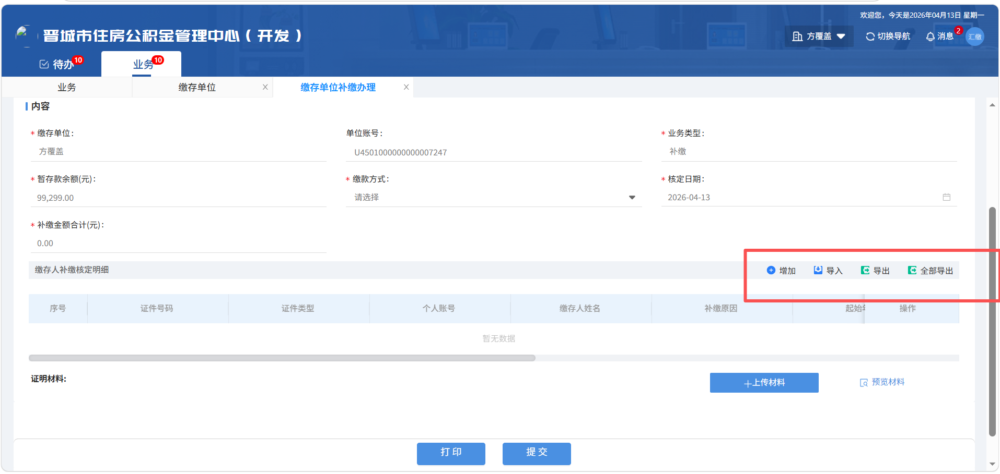 欢迎您，今天是2026年04月13日 星期一
晋城市住房公积金管理中心（开发）
方覆盖
切换导航
消息
2
汇缴
待办
10
业务
10
业务
缴存单位
缴存单位补缴办理
内容
* 缴存单位：
方覆盖
单位账号：
U4501000000000007247
* 业务类型：
补缴
* 暂存款余额(元)：
99,299.00
* 缴款方式：
请选择
* 核定日期：
2026-04-13
* 补缴金额合计(元)：
0.00
缴存人补缴核定明细
增加
导入
导出
全部导出
序号
证件号码
证件类型
个人账号
缴存人姓名
补缴原因
起始
操作
暂无数据
证明材料:
上传材料
预览材料
打印
提交